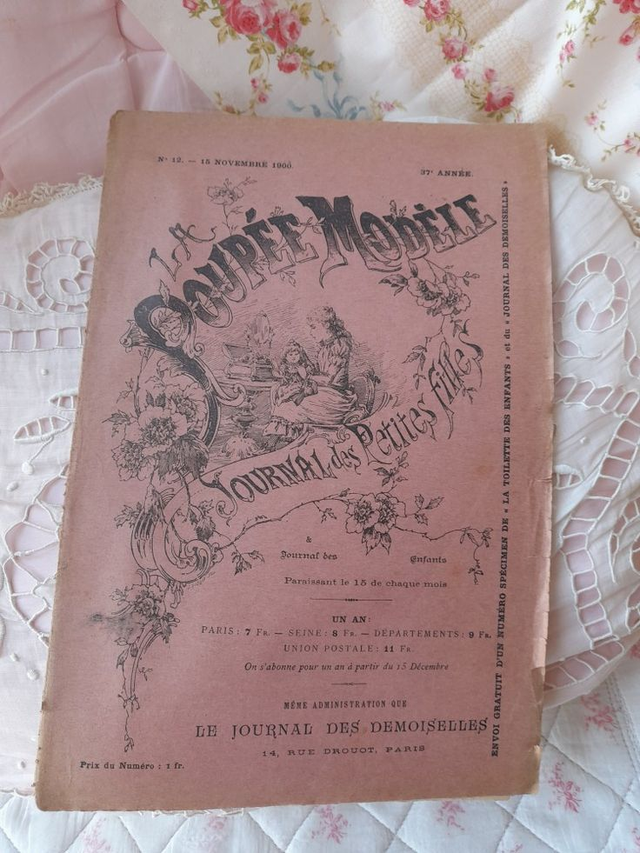 N° 12. — 15 NOVEMBRE 1900
37e ANNÉE.
LA
POUPÉE MODÈLE
JOURNAL des Petites filles
&
Journal des Enfants
Paraissant le 15 de chaque mois
UN AN:
PARIS : 7 FR. — SEINE : 8 FR. — DÉPARTEMENTS : 9 FR.
UNION POSTALE : 11 FR.
On s'abonne pour un an à partir du 15 Décembre
MÊME ADMINISTRATION QUE
LE JOURNAL DES DEMOISELLES
14, RUE DROUOT, PARIS
Prix du Numéro : 1 fr.
ENVOI GRATUIT D'UN NUMÉRO SPÉCIMEN DE « LA TOILETTE DES ENFANTS » et du « JOURNAL DES DEMOISELLES »